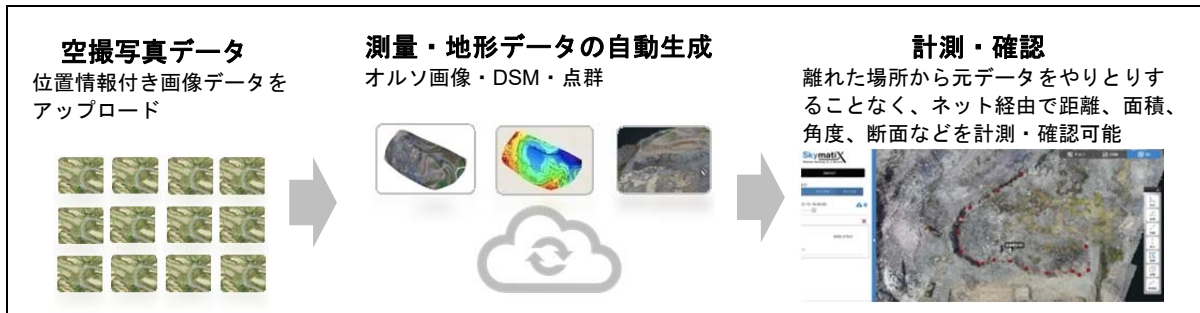 空撮写真データ
位置情報付き画像データを
アップロード
測量・地形データの自動生成
オルソ画像・DSM・点群
計測・確認
離れた場所から元データをやりとりす
ることなく、ネット経由で距離、面積、
角度、断面などを計測・確認可能
SkymatiX